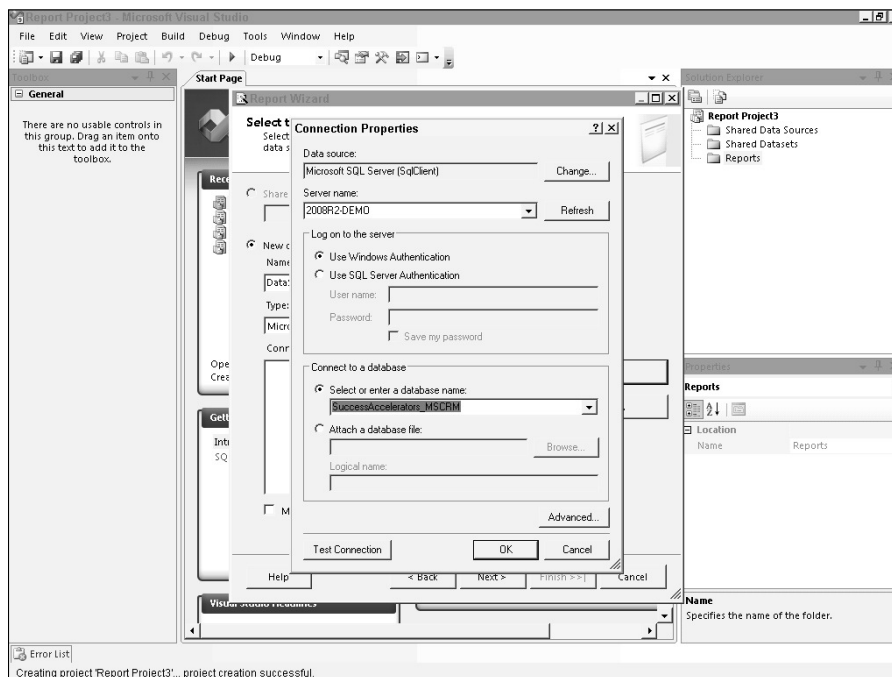 Report Project3 - Microsoft Visual Studio
File Edit View Project Build Debug Tools Window Help
Debug
Toolbox
General
There are no usable controls in
this group. Drag an item onto
this text to add it to the
toolbox.
Start Page
Report Wizard
Select t
Select
data s
Share
New c
Name
Data:
Type:
Micro
Conn
M
Help
< Back
Next >
Finish >>|
Cancel
Rece
Ope
Crea
Gett
Intr
SQ
Visual Studio Headlines
Connection Properties
Data source:
Microsoft SQL Server (SqlClient)
Change...
Server name:
2008R2-DEMO
Refresh
Log on to the server
Use Windows Authentication
Use SQL Server Authentication
User name:
Password:
Save my password
Connect to a database
Select or enter a database name:
SuccessAccelerators_MSCRM
Attach a database file:
Browse...
Logical name:
Advanced...
Test Connection
OK
Cancel
Solution Explorer
Report Project3
Shared Data Sources
Shared Datasets
Reports
Properties
Reports
Location
Name Reports
Name
Specifies the name of the folder.
Error List
Creating project 'Report Project3'... project creation successful.